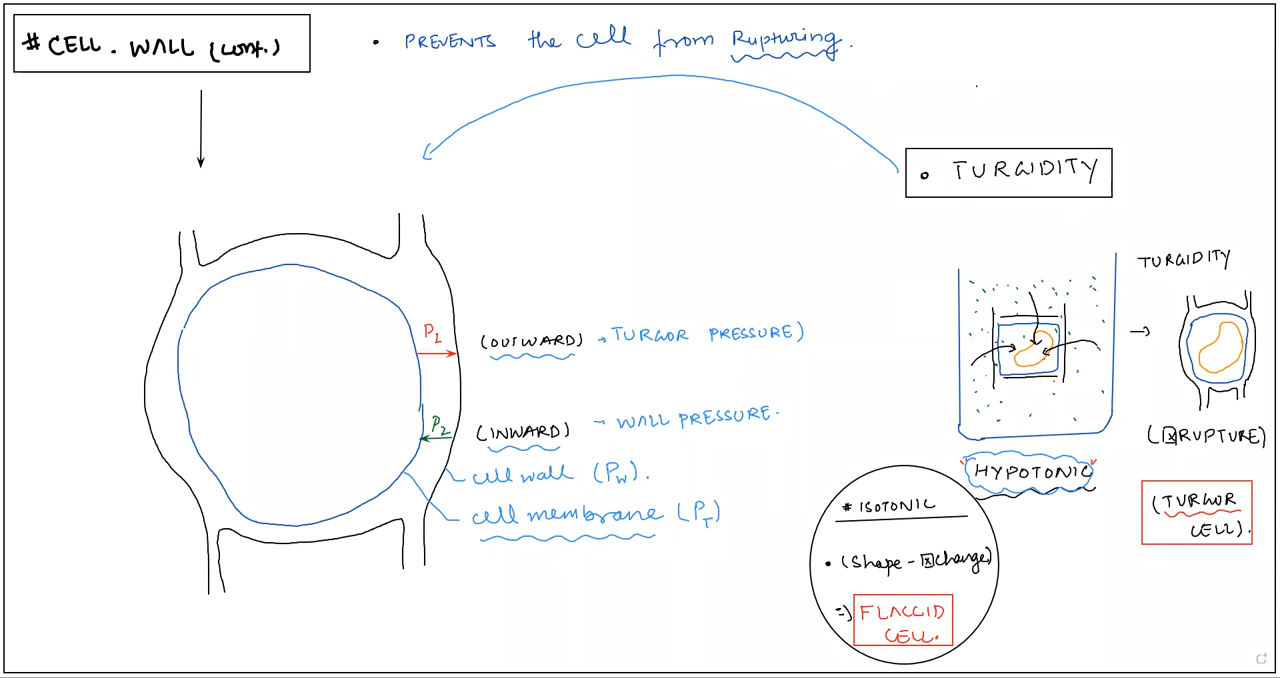 # CELL. WALL (cont.)
• PREVENTS the cell from Rupturing.
• TURGIDITY
P1
(OUTWARD) → TURGOR PRESSURE)
P2
(INWARD) → WALL PRESSURE.
cell wall (PW).
cell membrane (PT)
TURGIDITY
(☒RUPTURE)
"HYPOTONIC"
(TURGOR
CELL).
# ISOTONIC
• (Shape - ☒change)
=) FLACCID
CELL.